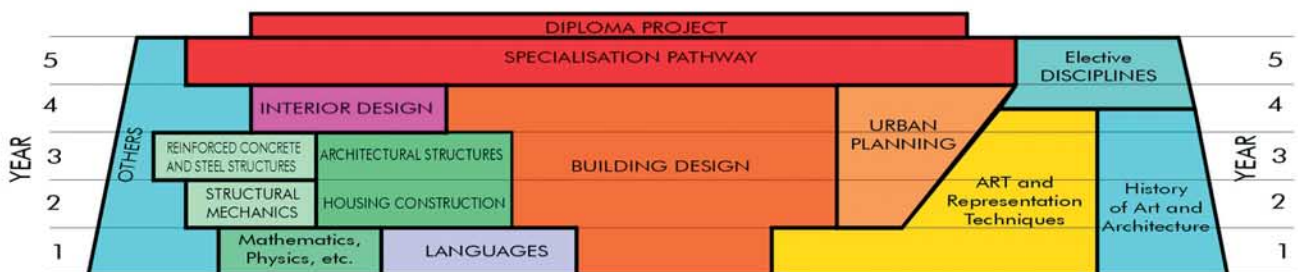 DIPLOMA PROJECT
5
SPECIALISATION PATHWAY
Elective
DISCIPLINES
5
4
INTERIOR DESIGN
4
YEAR
OTHERS
3
REINFORCED CONCRETE
AND STEEL STRUCTURES
ARCHITECTURAL STRUCTURES
BUILDING DESIGN
URBAN
PLANNING
3
YEAR
2
STRUCTURAL
MECHANICS
HOUSING CONSTRUCTION
ART and
Representation
Techniques
History
of Art and
Architecture
2
1
Mathematics,
Physics, etc.
LANGUAGES
1